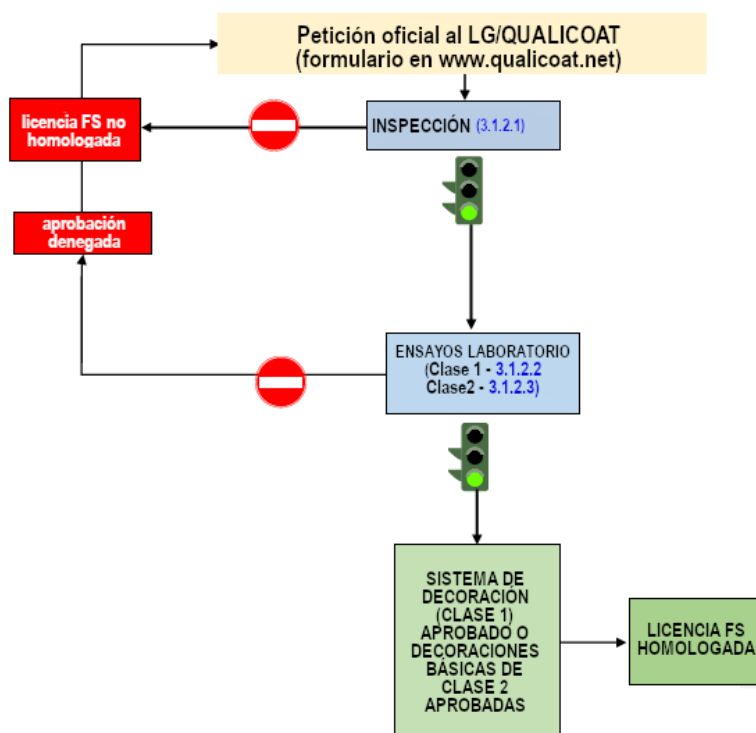 Petición oficial al LG/QUALICOAT
(formulario en www.qualicoat.net)
licencia FS no
homologada
INSPECCIÓN (3.1.2.1)
aprobación
denegada
ENSAYOS LABORATORIO
(Clase 1 - 3.1.2.2
Clase2 - 3.1.2.3)
SISTEMA DE
DECORACIÓN
(CLASE 1)
APROBADO O
DECORACIONES
BÁSICAS DE
CLASE 2
APROBADAS
LICENCIA FS
HOMOLOGADA